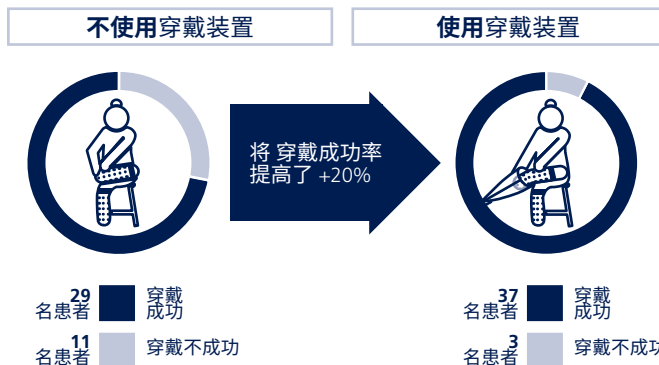 不使用穿戴装置
使用穿戴装置
将 穿戴成功率
提高了 +20%
29
名患者
穿戴
成功
11
名患者
穿戴不成功
37
名患者
穿戴
成功
3
名患者
穿戴不成功